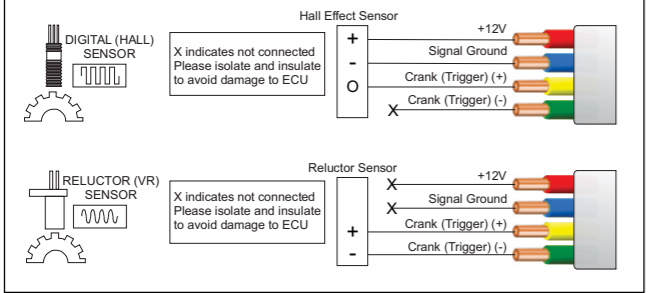 Hall Effect Sensor
DIGITAL (HALL)
SENSOR
X indicates not connected
Please isolate and insulate
to avoid damage to ECU
+
-
O
+12V
Signal Ground
Crank (Trigger) (+)
Crank (Trigger) (-)
X
Reluctor Sensor
RELUCTOR (VR)
SENSOR
X indicates not connected
Please isolate and insulate
to avoid damage to ECU
+
-
X
+12V
X
Signal Ground
Crank (Trigger) (+)
Crank (Trigger) (-)